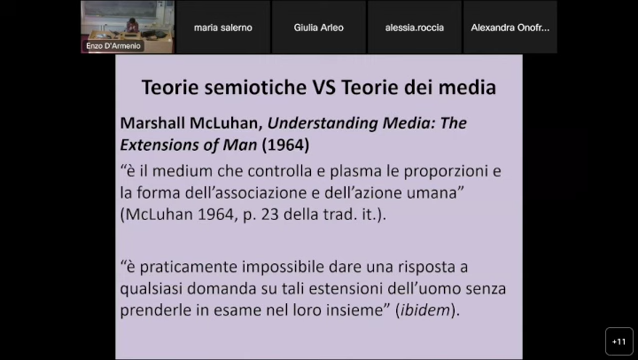 Enzo D'Armenio
maria salerno
Giulia Arleo
alessia.roccia
Alexandra Onofr...
Teorie semiotiche VS Teorie dei media
Marshall McLuhan, Understanding Media: The
Extensions of Man (1964)
“è il medium che controlla e plasma le proporzioni e
la forma dell’associazione e dell’azione umana”
(McLuhan 1964, p. 23 della trad. it.).
“è praticamente impossibile dare una risposta a
qualsiasi domanda su tali estensioni dell’uomo senza
prenderle in esame nel loro insieme” (ibidem).
+11